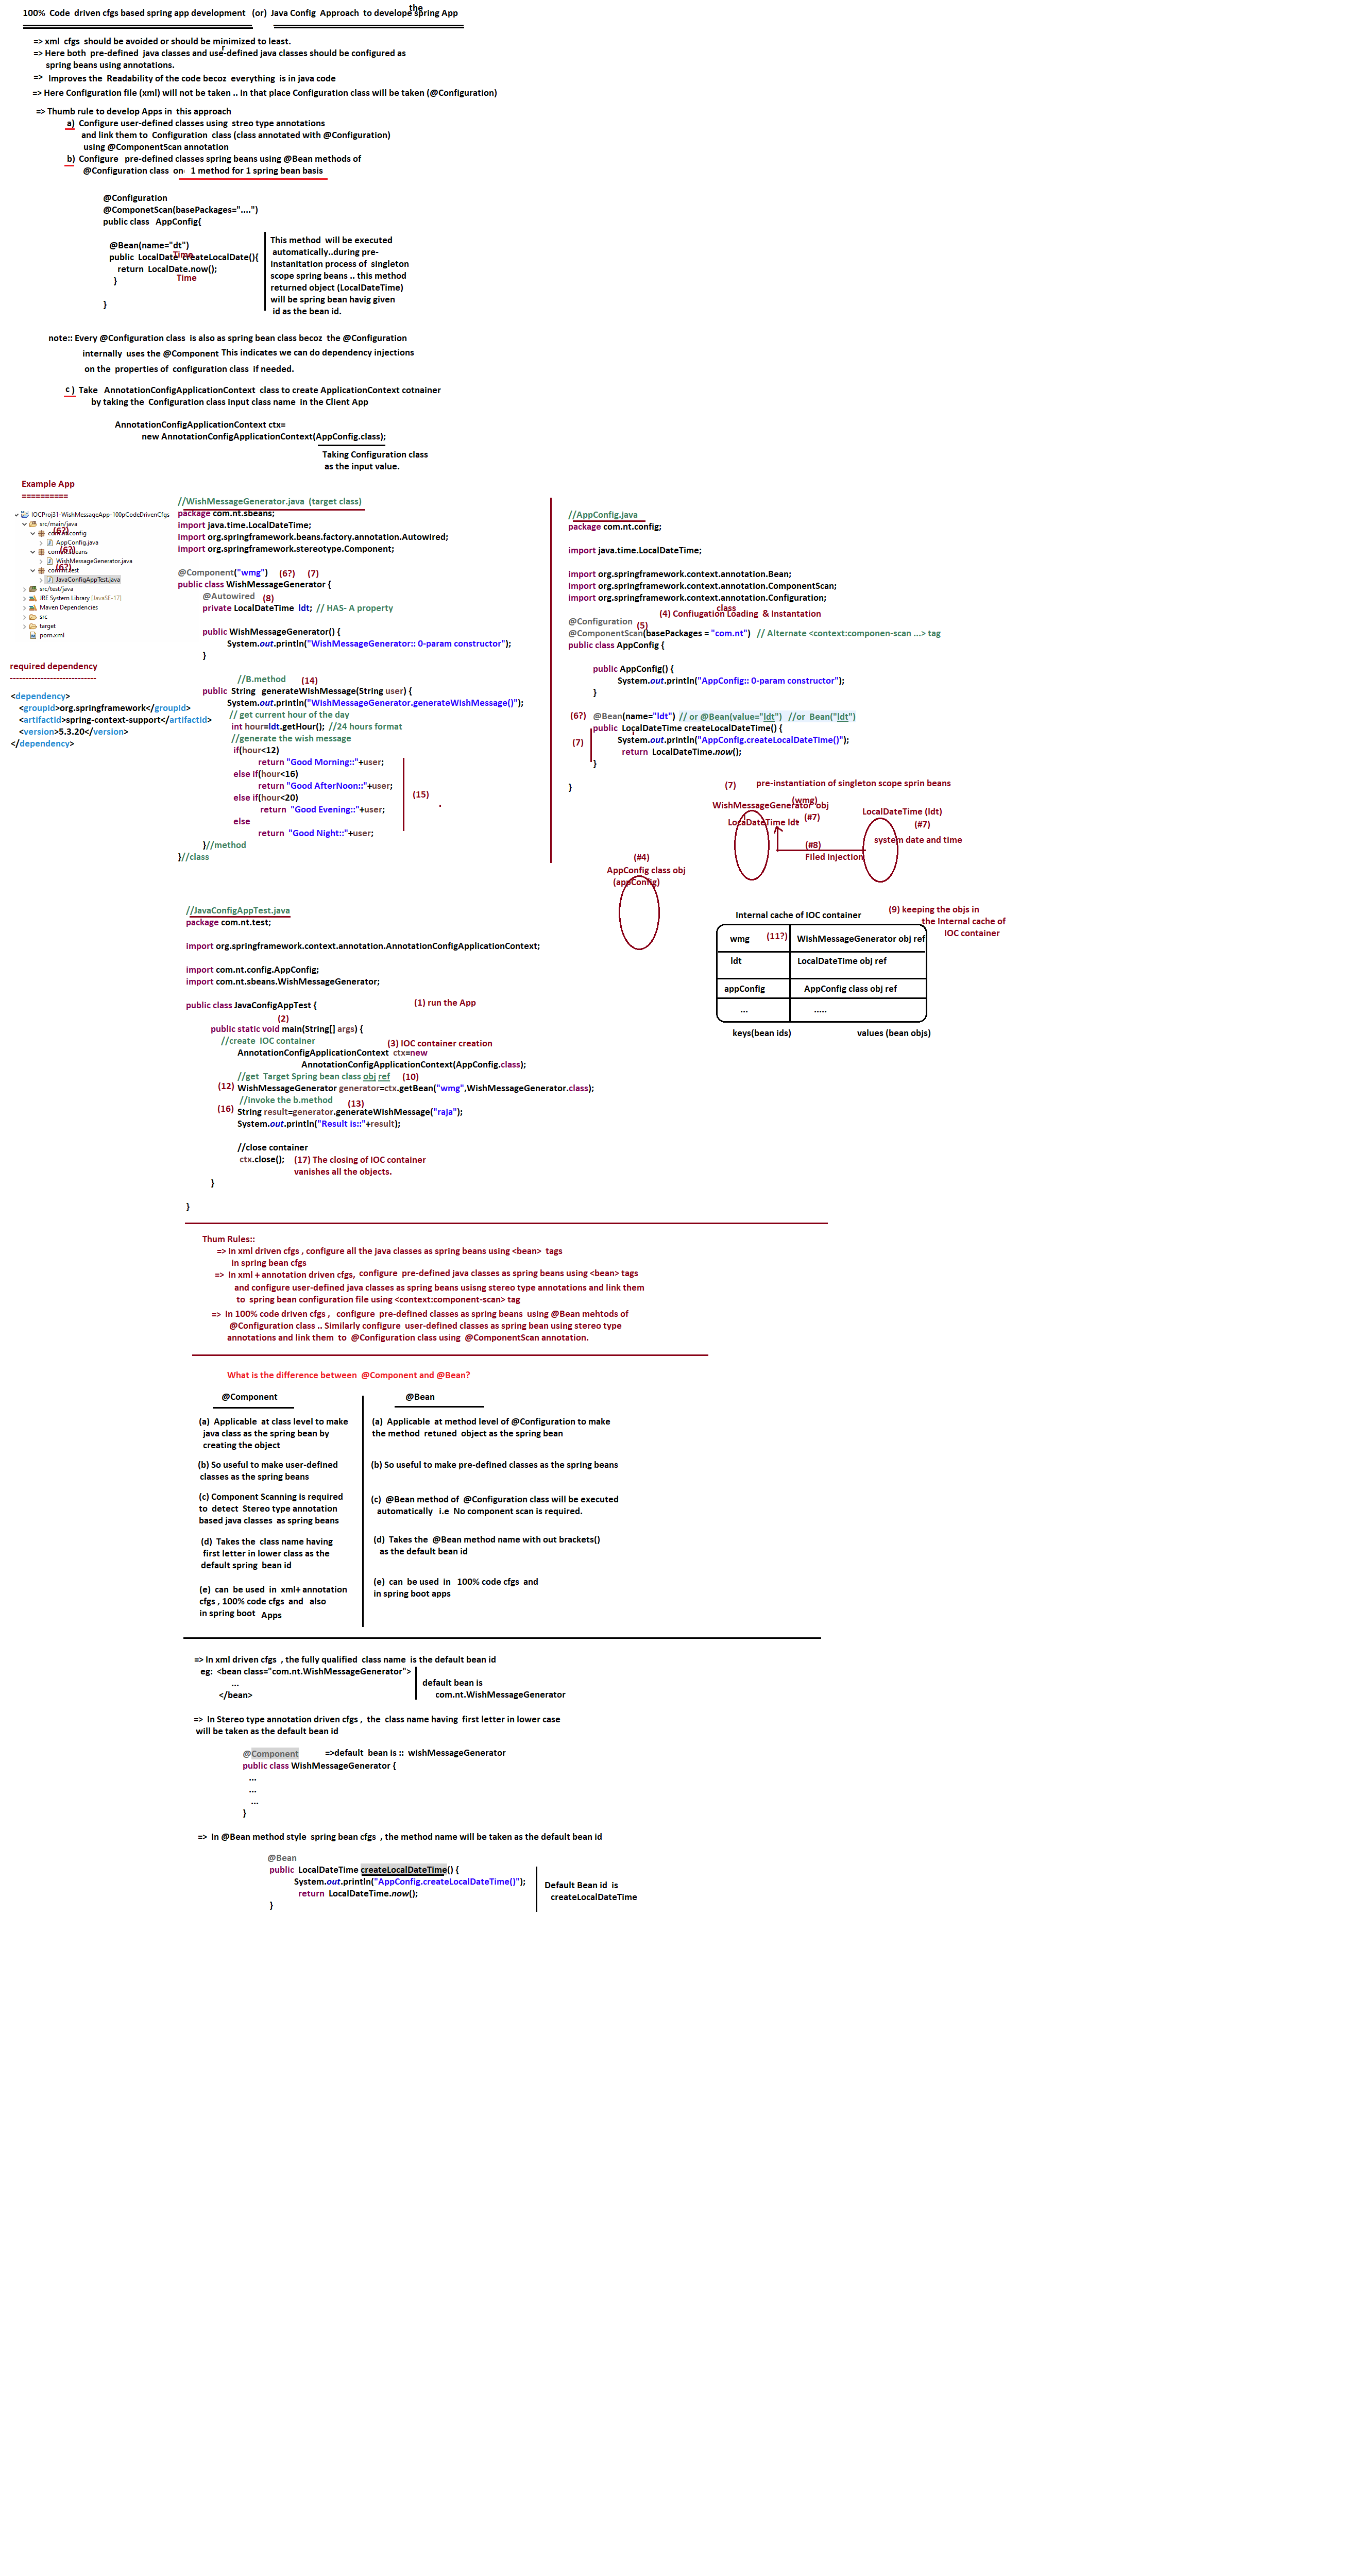 the
100%  Code  driven cfgs based spring app development   (or)  Java Config  Approach  to develope spring App
=> xml  cfgs  should be avoided or should be minimized to least.
r
=> Here both  pre-defined  java classes and use-defined java classes should be configured as
spring beans using annotations.
=>  Improves the Readability of the code becoz  everything  is in java code
=> Here Configuration file (xml) will not be taken .. In that place Configuration class will be taken (@Configuration)
=> Thumb rule to develop Apps in  this approach
a)  Configure user-defined classes using  streo type annotations
and link them to  Configuration  class (class annotated with @Configuration)
using @ComponentScan annotation
b)  Configure   pre-defined classes spring beans using @Bean methods of
@Configuration class  on  1 method for 1 spring bean basis
@Configuration
@ComponetScan(basePackages="....")
public class   AppConfig{
@Bean(name="dt")
Time
public  LocalDate  createLocalDate(){
return  LocalDate.now();
Time
}
}
This method  will be executed
automatically..during pre-
instanitation process of  singleton
scope spring beans .. this method
returned object (LocalDateTime)
will be spring bean havig given
id as the bean id.
note:: Every @Configuration class  is also as spring bean class becoz  the @Configuration
internally  uses the @Component This indicates we can do dependency injections
on the  properties of  configuration class  if needed.
c )  Take   AnnotationConfigApplicationContext  class to create ApplicationContext cotnainer
by taking the  Configuration class input class name  in the Client App
AnnotationConfigApplicationContext ctx=
new AnnotationConfigApplicationContext(AppConfig.class);
Taking Configuration class
as the input value.
Example App
==========
IOCProj31-WishMessageApp-100pCodeDrivenCfgs
src/main/java
(6?)
com.nt.config
AppConfig.java
(6?)
com.nt.sbeans
WishMessageGenerator.java
(6?)
com.nt.test
JavaConfigAppTest.java
src/test/java
JRE System Library [JavaSE-17]
Maven Dependencies
src
target
pom.xml
required dependency
----------------------------
<dependency>
<groupId>org.springframework</groupId>
<artifactId>spring-context-support</artifactId>
<version>5.3.20</version>
</dependency>
//WishMessageGenerator.java  (target class)
package com.nt.sbeans;
import java.time.LocalDateTime;
import org.springframework.beans.factory.annotation.Autowired;
import org.springframework.stereotype.Component;
@Component("wmg")    (6?)    (7)
public class WishMessageGenerator {
@Autowired   (8)
private LocalDateTime  ldt;  // HAS- A property
public WishMessageGenerator() {
System.out.println("WishMessageGenerator:: 0-param constructor");
}
//B.method      (14)
public  String   generateWishMessage(String user) {
System.out.println("WishMessageGenerator.generateWishMessage()");
// get current hour of the day
int hour=ldt.getHour();  //24 hours format
//generate the wish message
if(hour<12)
return "Good Morning::"+user;
else if(hour<16)
return "Good AfterNoon::"+user;
else if(hour<20)
return  "Good Evening::"+user;
else
return  "Good Night::"+user;
(15)
}//method
}//class
//AppConfig.java
package com.nt.config;
import java.time.LocalDateTime;
import org.springframework.context.annotation.Bean;
import org.springframework.context.annotation.ComponentScan;
import org.springframework.context.annotation.Configuration;
class
(4) Confiugation Loading  & Instantation
@Configuration
(5)
@ComponentScan(basePackages = "com.nt")   // Alternate <context:componen-scan ...> tag
public class AppConfig {
public AppConfig() {
System.out.println("AppConfig:: 0-param constructor");
}
(6?)  @Bean(name="ldt")  // or @Bean(value="ldt")   //or  Bean("ldt")
public  LocalDateTime createLocalDateTime() {
(7)
System.out.println("AppConfig.createLocalDateTime()");
return  LocalDateTime.now();
}
}
(7)        pre-instantiation of singleton scope sprin beans
(wmg)
WishMessageGenerator obj
LocaDateTime ldt
(#7)
LocalDateTime (ldt)
(#7)
system date and time
(#8)
Filed Injection
(#4)
AppConfig class obj
(appConfig)
Internal cache of IOC container
(9) keeping the objs in
the Internal cache of
IOC container
wmg  (11?)  WishMessageGenerator obj ref
ldt  LocalDateTime obj ref
appConfig  AppConfig class obj ref
...  .....
keys(bean ids)  values (bean objs)
//JavaConfigAppTest.java
package com.nt.test;
import org.springframework.context.annotation.AnnotationConfigApplicationContext;
import com.nt.config.AppConfig;
import com.nt.sbeans.WishMessageGenerator;
public class JavaConfigAppTest {
(1) run the App
(2)
public static void main(String[] args) {
//create  IOC container
(3) IOC container creation
AnnotationConfigApplicationContext  ctx=new
AnnotationConfigApplicationContext(AppConfig.class);
//get  Target Spring bean class obj ref     (10)
(12) WishMessageGenerator generator=ctx.getBean("wmg",WishMessageGenerator.class);
//invoke the b.method      (13)
(16) String result=generator.generateWishMessage("raja");
System.out.println("Result is::"+result);
//close container
ctx.close();    (17) The closing of IOC container
vanishes all the objects.
}
}
Thum Rules::
=> In xml driven cfgs , configure all the java classes as spring beans using <bean>  tags
in spring bean cfgs
=>  In xml + annotation driven cfgs,  configure  pre-defined java classes as spring beans using <bean> tags
and configure user-defined java classes as spring beans usisng stereo type annotations and link them
to  spring bean configuration file using <context:component-scan> tag
=>  In 100% code driven cfgs ,   configure  pre-defined classes as spring beans  using @Bean mehtods of
@Configuration class .. Similarly configure  user-defined classes as spring bean using stereo type
annotations and link them  to  @Configuration class using  @ComponentScan annotation.
What is the difference between  @Component and @Bean?
@Component
(a)  Applicable  at class level to make
java class as the spring bean by
creating the object
(b) So useful to make user-defined
classes as the spring beans
(c) Component Scanning is required
to  detect  Stereo type annotation
based java classes  as spring beans
(d)  Takes the  class name having
first letter in lower class as the
default spring  bean id
(e)  can  be used  in  xml+ annotation
cfgs , 100% code cfgs  and   also
in spring boot   Apps
@Bean
(a)  Applicable  at method level of @Configuration to make
the method  retuned  object as the spring bean
(b) So useful to make pre-defined classes as the spring beans
(c)  @Bean method of  @Configuration class will be executed
automatically   i.e  No component scan is required.
(d)  Takes the  @Bean method name with out brackets()
as the default bean id
(e)  can  be used  in   100% code cfgs  and
in spring boot apps
=> In xml driven cfgs  , the fully qualified  class name  is the default bean id
eg:  <bean class="com.nt.WishMessageGenerator">
...
</bean>
default bean is
com.nt.WishMessageGenerator
=>  In Stereo type annotation driven cfgs ,  the  class name having  first letter in lower case
will be taken as the default bean id
@Component          =>default  bean is ::  wishMessageGenerator
public class WishMessageGenerator {
...
...
...
}
=>  In @Bean method style  spring bean cfgs  , the method name will be taken as the default bean id
@Bean
public  LocalDateTime createLocalDateTime() {
System.out.println("AppConfig.createLocalDateTime()");
return  LocalDateTime.now();
}
Default Bean id  is
createLocalDateTime